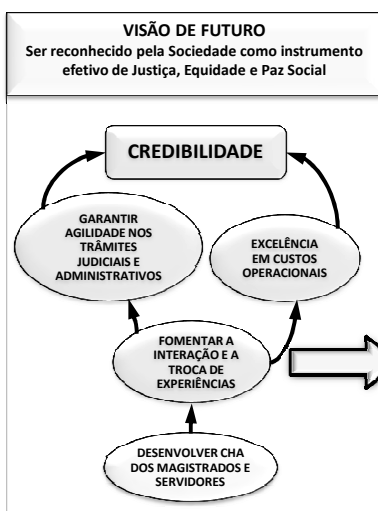 VISÃO DE FUTURO
Ser reconhecido pela Sociedade como instrumento
efetivo de Justiça, Equidade e Paz Social
CREDIBILIDADE
GARANTIR
AGILIDADE NOS
TRÂMITES
JUDICIAIS E
ADMINISTRATIVOS
EXCELÊNCIA
EM CUSTOS
OPERACIONAIS
FOMENTAR A
INTERAÇÃO E A
TROCA DE
EXPERIÊNCIAS
DESENVOLVER CHA
DOS MAGISTRADOS E
SERVIDORES